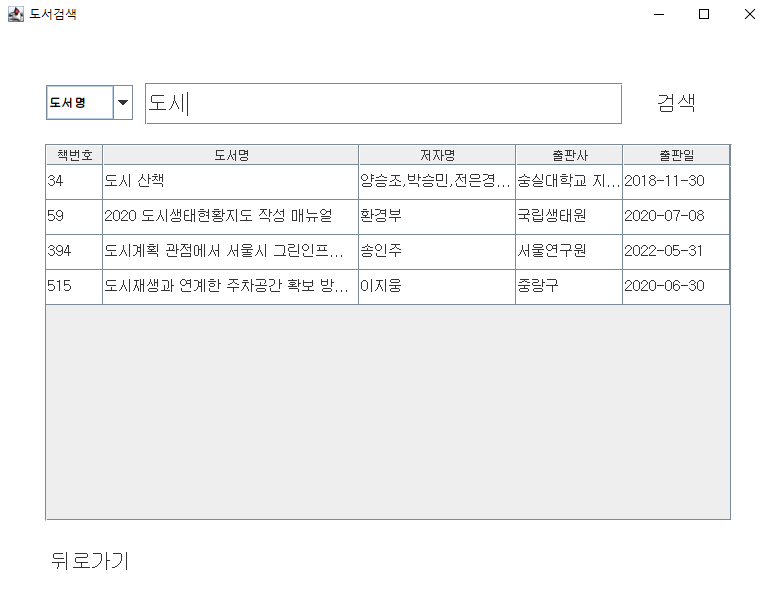 도서검색
도서명 도시 검색
책번호 도서명 저자명 출판사 출판일
34 도시 산책 양승조,박승민,전은경... 숭실대학교 지... 2018-11-30
59 2020 도시생태현황지도 작성 매뉴얼 환경부 국립생태원 2020-07-08
394 도시계획 관점에서 서울시 그린인프... 송인주 서울연구원 2022-05-31
515 도시재생과 연계한 주차공간 확보 방... 이지웅 중랑구 2020-06-30
뒤로가기